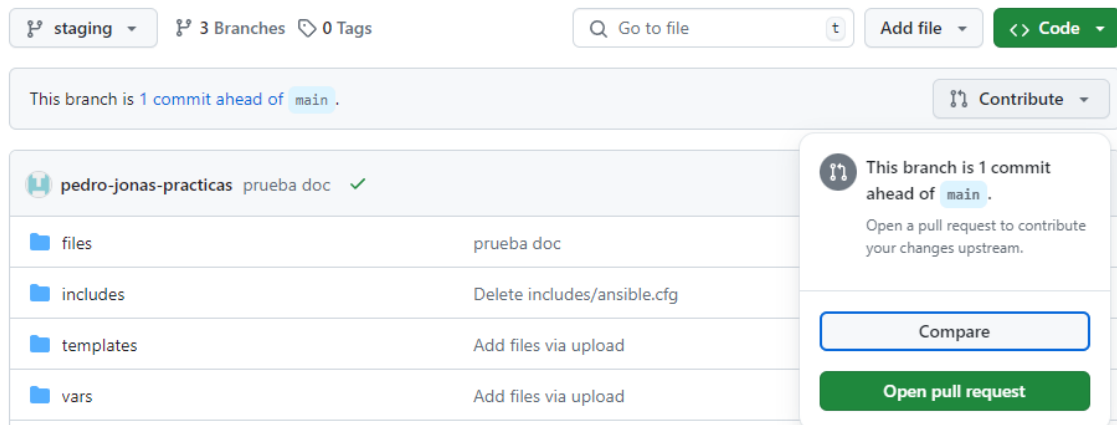 staging 3 Branches 0 Tags Go to file t Add file <> Code
This branch is 1 commit ahead of main . Contribute
pedro-jonas-practicas prueba doc
files prueba doc
includes Delete includes/ansible.cfg
templates Add files via upload
vars Add files via upload
This branch is 1 commit
ahead of main .
Open a pull request to contribute
your changes upstream.
Compare
Open pull request